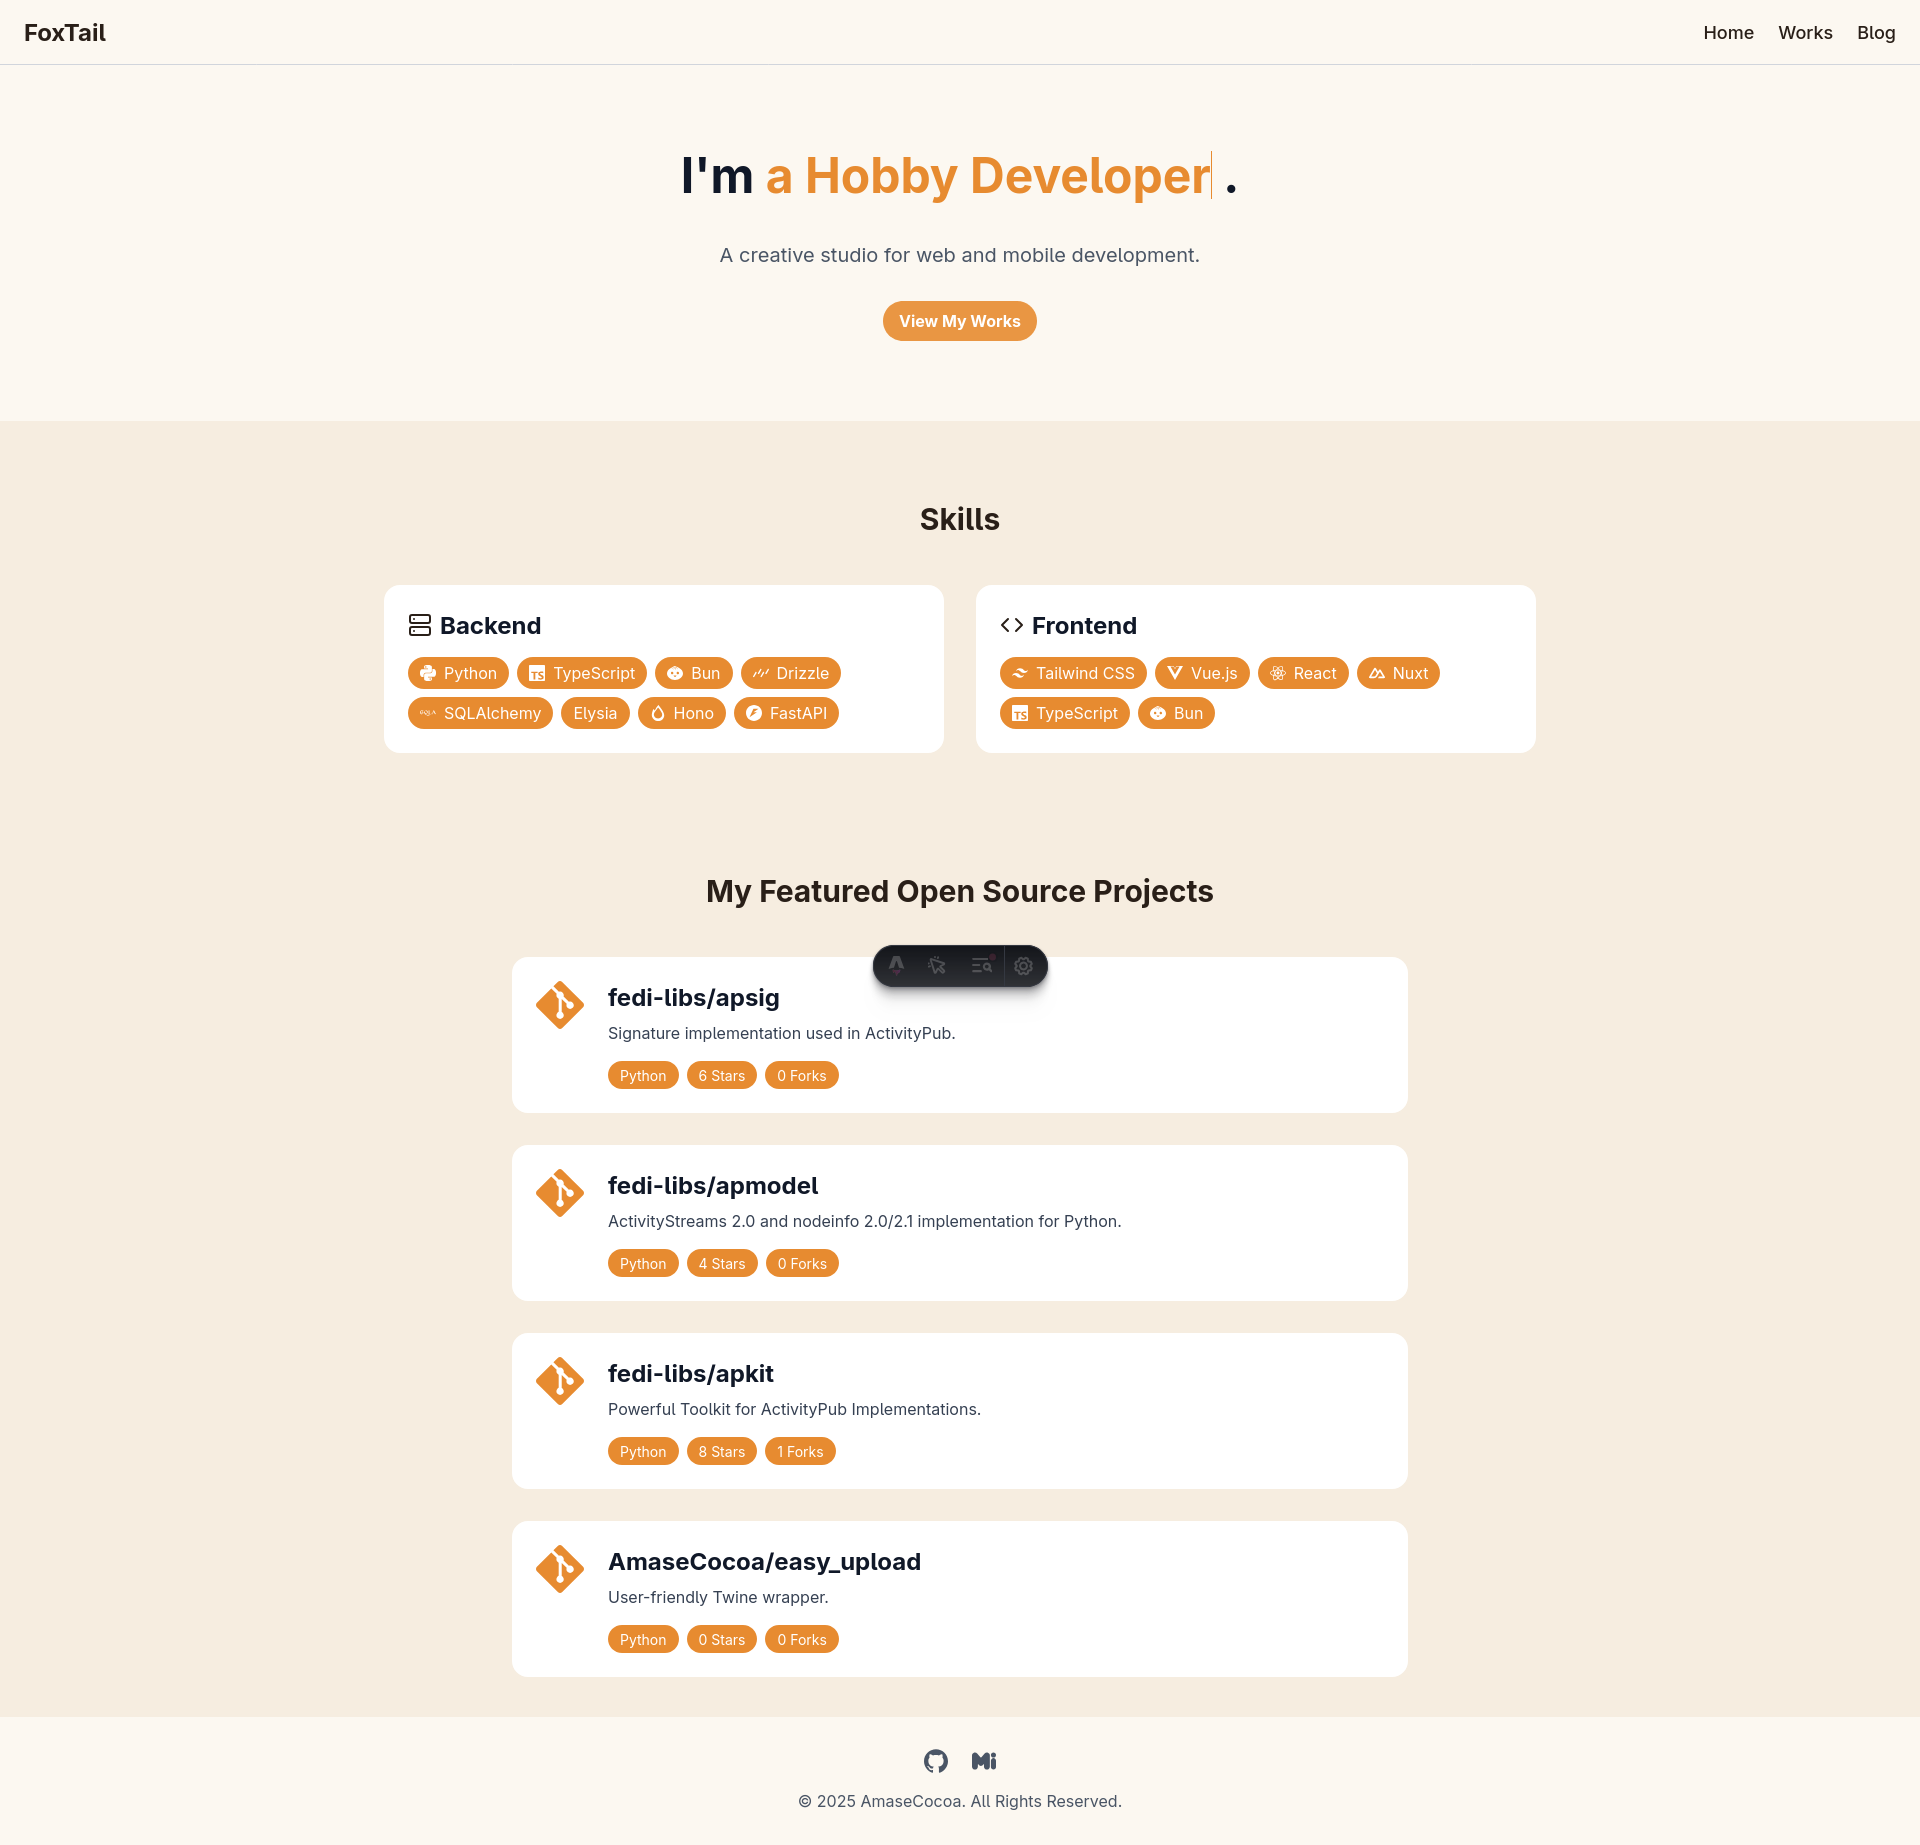 FoxTail
Home Works Blog
I'm a Hobby Developer .
A creative studio for web and mobile development.
View My Works
Skills
Backend
Python TypeScript Bun Drizzle
SQLAlchemy Elysia Hono FastAPI
Frontend
Tailwind CSS Vue.js React Nuxt
TypeScript Bun
My Featured Open Source Projects
fedi-libs/apsig
Signature implementation used in ActivityPub.
Python 6 Stars 0 Forks
fedi-libs/apmodel
ActivityStreams 2.0 and nodeinfo 2.0/2.1 implementation for Python.
Python 4 Stars 0 Forks
fedi-libs/apkit
Powerful Toolkit for ActivityPub Implementations.
Python 8 Stars 1 Forks
AmaseCocoa/easy_upload
User-friendly Twine wrapper.
Python 0 Stars 0 Forks
© 2025 AmaseCocoa. All Rights Reserved.